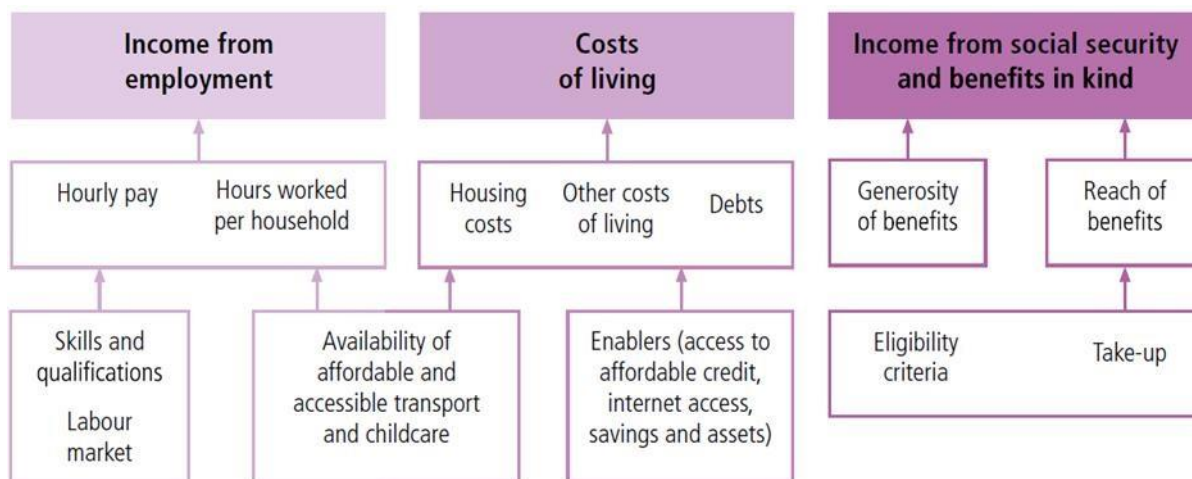 Income from
employment
Costs
of living
Income from social security
and benefits in kind
Hourly pay
Hours worked
per household
Housing
costs
Other costs
of living
Debts
Generosity
of benefits
Reach of
benefits
Skills and
qualifications
Labour
market
Availability of
affordable and
accessible transport
and childcare
Enablers (access to
affordable credit,
internet access,
savings and assets)
Eligibility
criteria
Take-up